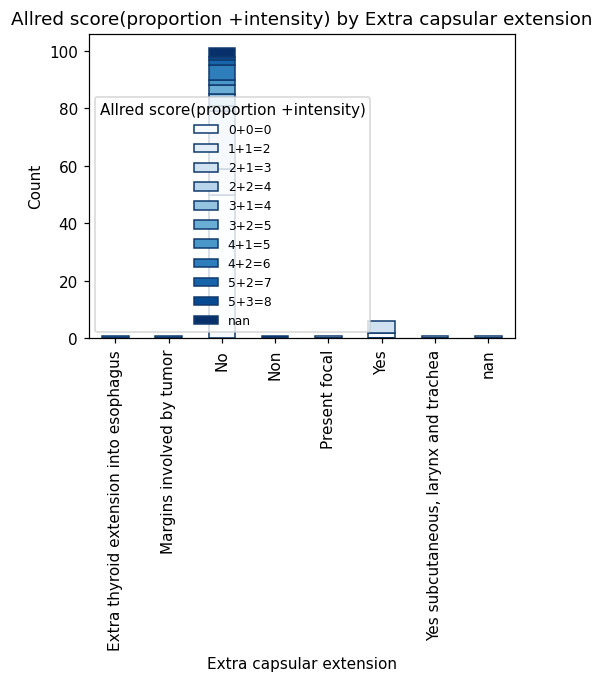 Allred score(proportion +intensity) by Extra capsular extension
100
80
60
40
20
0
Count
Allred score(proportion +intensity)
0+0=0
1+1=2
2+1=3
2+2=4
3+1=4
3+2=5
4+1=5
4+2=6
5+2=7
5+3=8
nan
Extra thyroid extension into esophagus
Margins involved by tumor
No
Non
Present focal
Yes
Yes subcutaneous, larynx and trachea
nan
Extra capsular extension